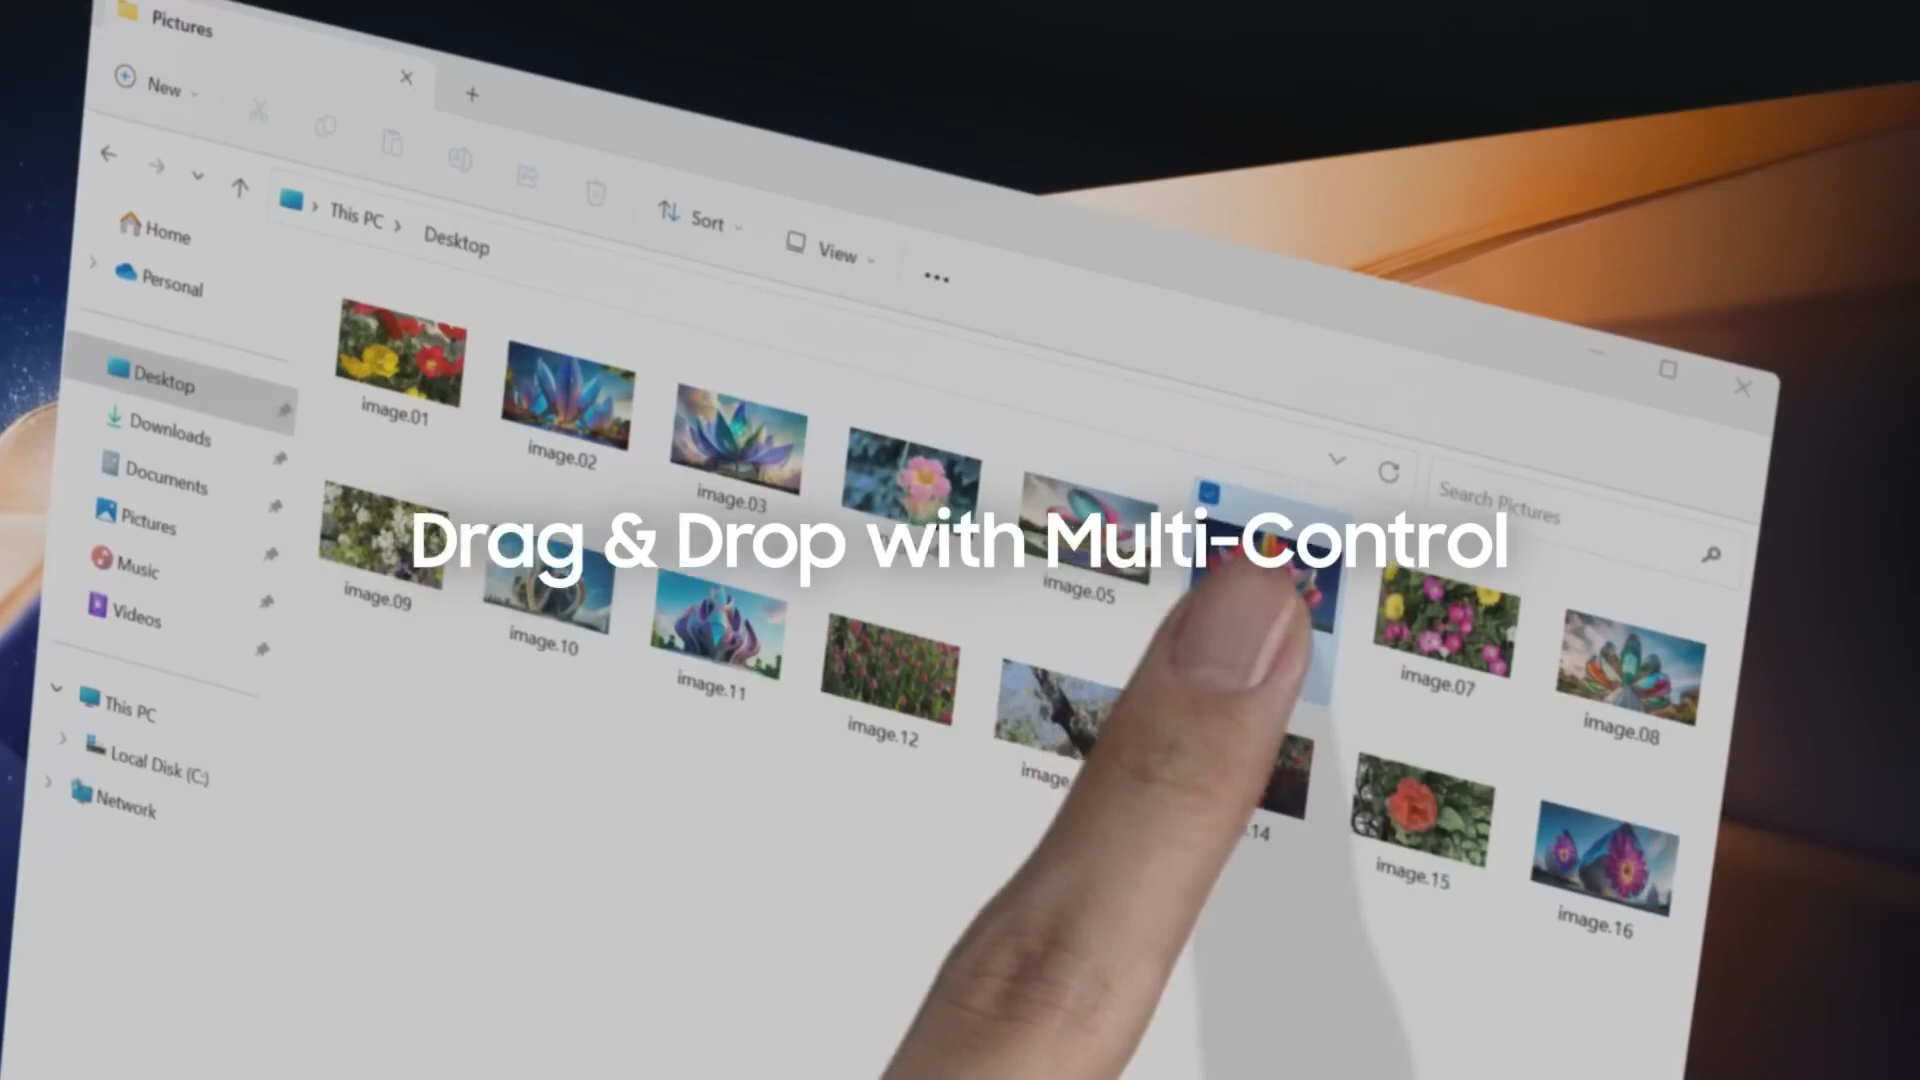 Pictures
New
Sort
View
This PC
Desktop
Search Pictures
Home
Personal
Desktop
Downloads
Documents
Pictures
Music
Videos
This PC
Local Disk (C:)
Network
image.01
image.02
image.03
image.05
image.07
image.08
image.09
image.10
image.11
image.12
image
.14
image.15
image.16
Drag & Drop with Multi-Control